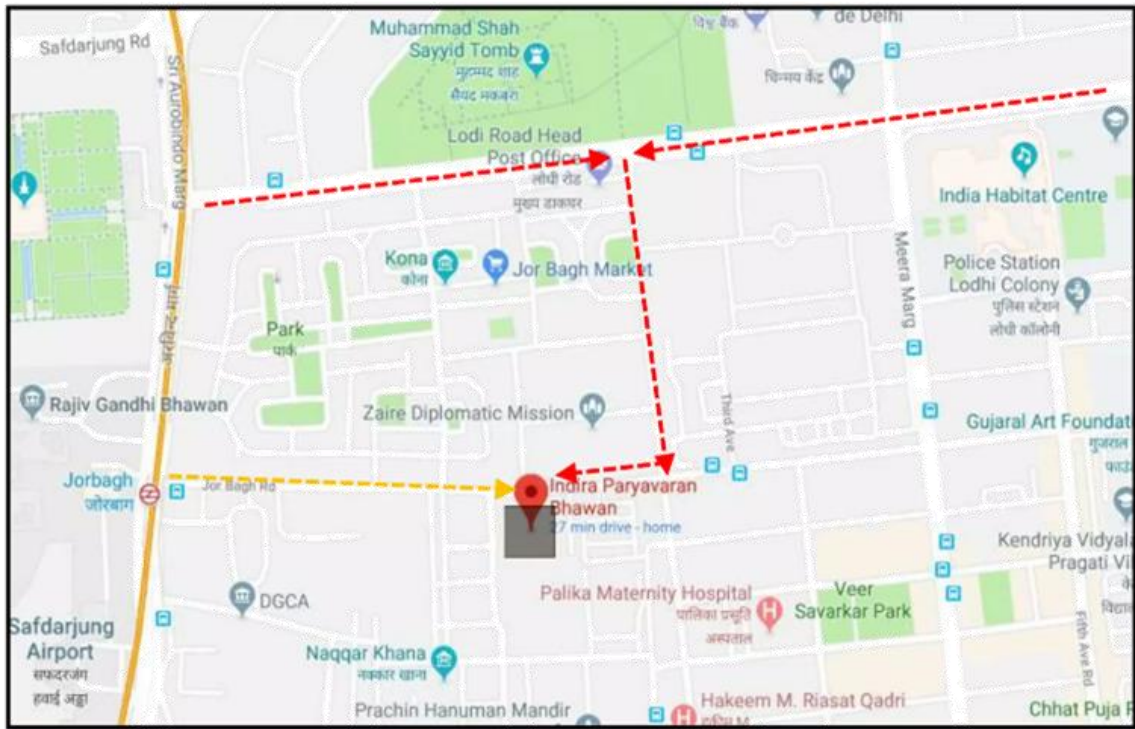 विश्व बैंक
de Delhi
Safdarjung Rd
Muhammad Shah
Sayyid Tomb
मुहम्मद शाह
सैयद मकबरा
चिन्मय केंद्र
Sri Aurobindo Marg
Lodi Road Head
Post Office
लोधी रोड
मुख्य डाकघर
India Habitat Centre
Kona
कोना
Jor Bagh Market
Meera Marg
Police Station
Lodhi Colony
पुलिस स्टेशन
लोधी कॉलोनी
Park
पार्क
Rajiv Gandhi Bhawan
Zaire Diplomatic Mission
Third Ave
Gujaral Art Foundat
गुजराल
Jorbagh
जोरबाग
Jor Bagh Rd
Indira Paryavaran
Bhawan
27 min drive - home
Kendriya Vidyala
Pragati Vi
DGCA
Palika Maternity Hospital
पालिका प्रसूति
अस्पताल
Veer
Savarkar Park
Safdarjung
Airport
सफदरजंग
हवाई अड्डा
Naqqar Khana
नक्कार खाना
Fifth Ave Rd
Prachin Hanuman Mandir
Hakeem M. Riasat Qadri
Chhat Puja